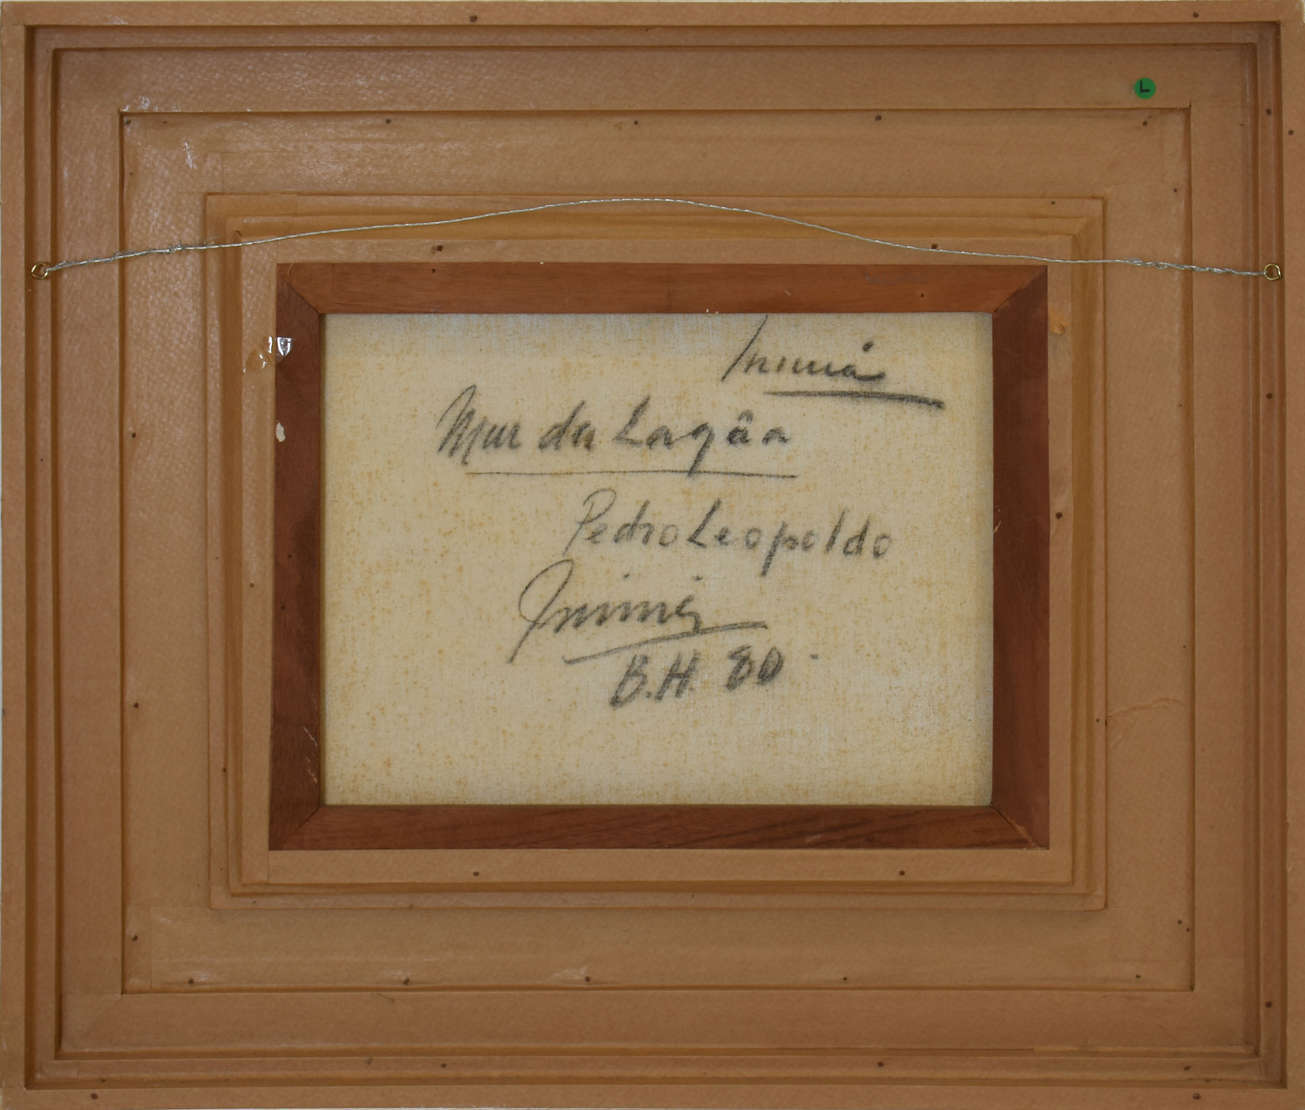 L
Inimá
Mar da Lagôa
Pedro Leopoldo
Inimá
B.H. 80.